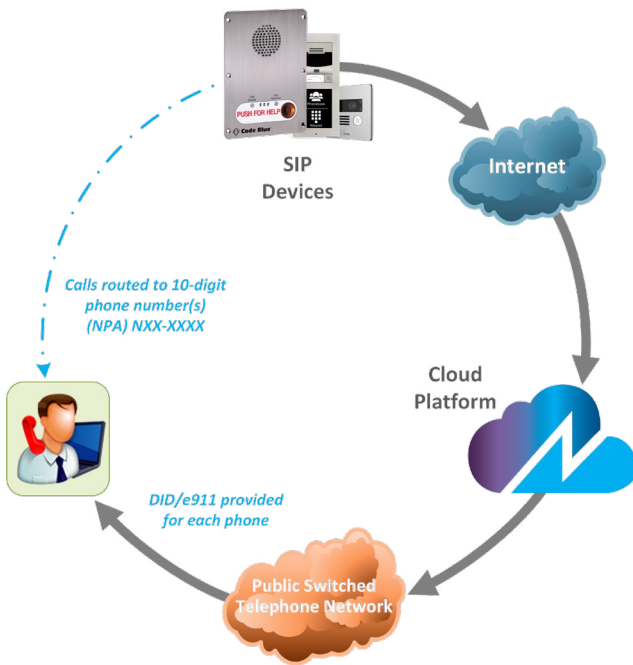 PUSH FOR HELP
Code Blue
SIP
Devices
Internet
Calls routed to 10-digit
phone number(s)
(NPA) NXX-XXXX
Cloud
Platform
DID/e911 provided
for each phone
Public Switched
Telephone Network